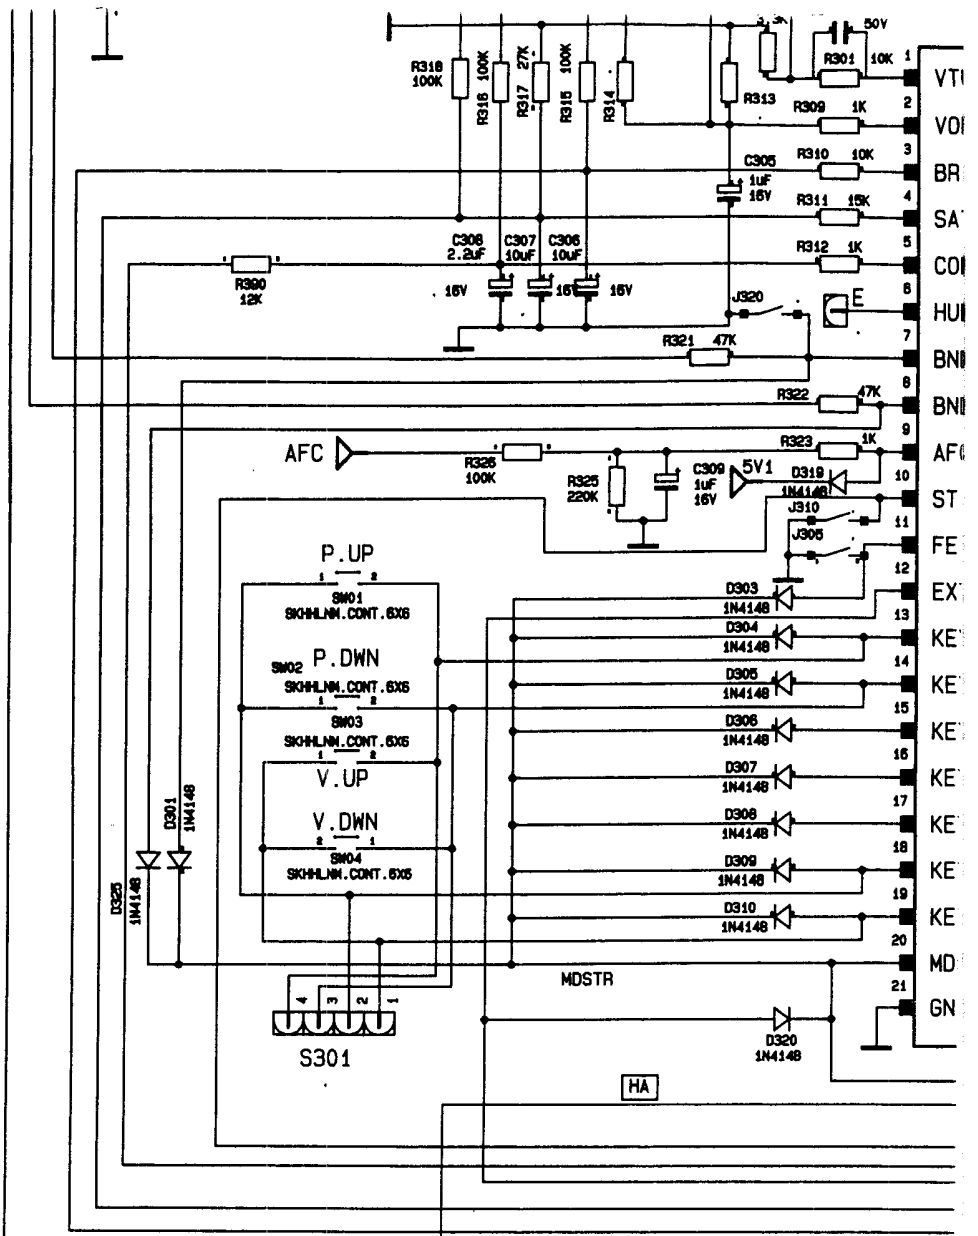 50V
R301
10K
1
R318
100K
R316
100K
R317
27K
R315
100K
R314
R313
2
R309 1K
3
R310 10K
C305
1uF
16V
4
R311 15K
5
R312 1K
C308
2.2uF
C307
10uF
C306
10uF
16V
16V
16V
R390
12K
6
J320
E
HU
7
R321 47K
BN
8
R322 47K
BN
9
AFC
R326
100K
R325
220K
C309
1uF
16V
R323 1K
5V1
D319
1N4148
10
J310
ST
11
J305
FE
12
D303
1N4148
EX
13
D304
1N4148
KE
14
D305
1N4148
KE
15
D306
1N4148
KE
16
D307
1N4148
KE
17
D308
1N4148
KE
18
D309
1N4148
KE
19
D310
1N4148
KE
20
MD
21
GN
VT
VO
BR
SA
CO
AF
P.UP
1 2
SW01
SKHHLNM.CONT.6X6
P.DWN
SW02
SKHHLNM.CONT.6X6
1 2
SW03
SKHHLNM.CONT.6X6
1 2
V.UP
V.DWN
2 1
SW04
SKHHLNM.CONT.6X6
D301
1N4148
D325
1N4148
MDSTR
4 3 2 1
S301
D320
1N4148
HA